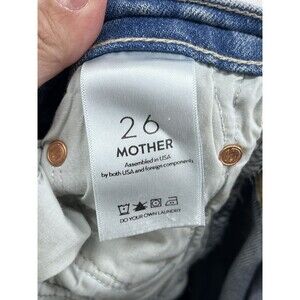 26
MOTHER
Assembled in USA
by both USA and foreign components
DO YOUR OWN LAUNDRY